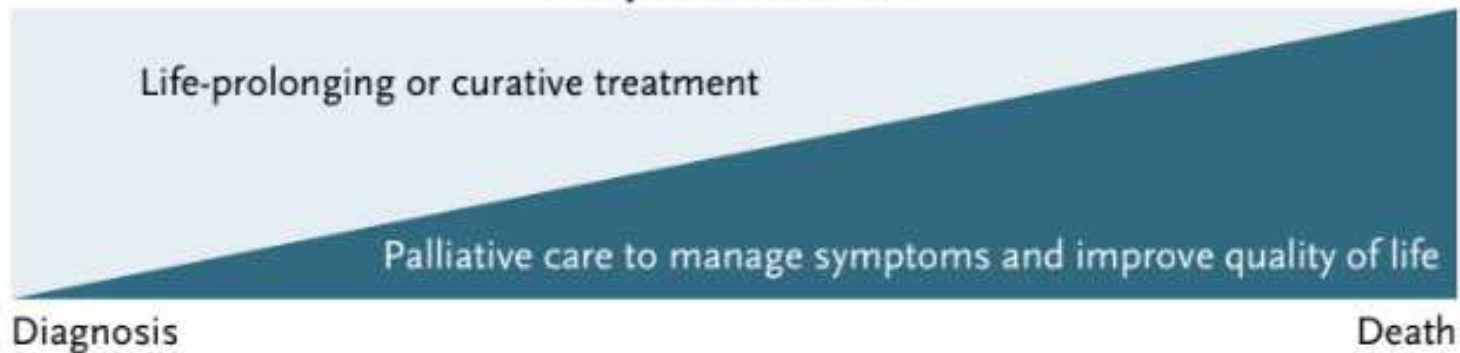 Life-prolonging or curative treatment
Palliative care to manage symptoms and improve quality of life
Diagnosis
Death